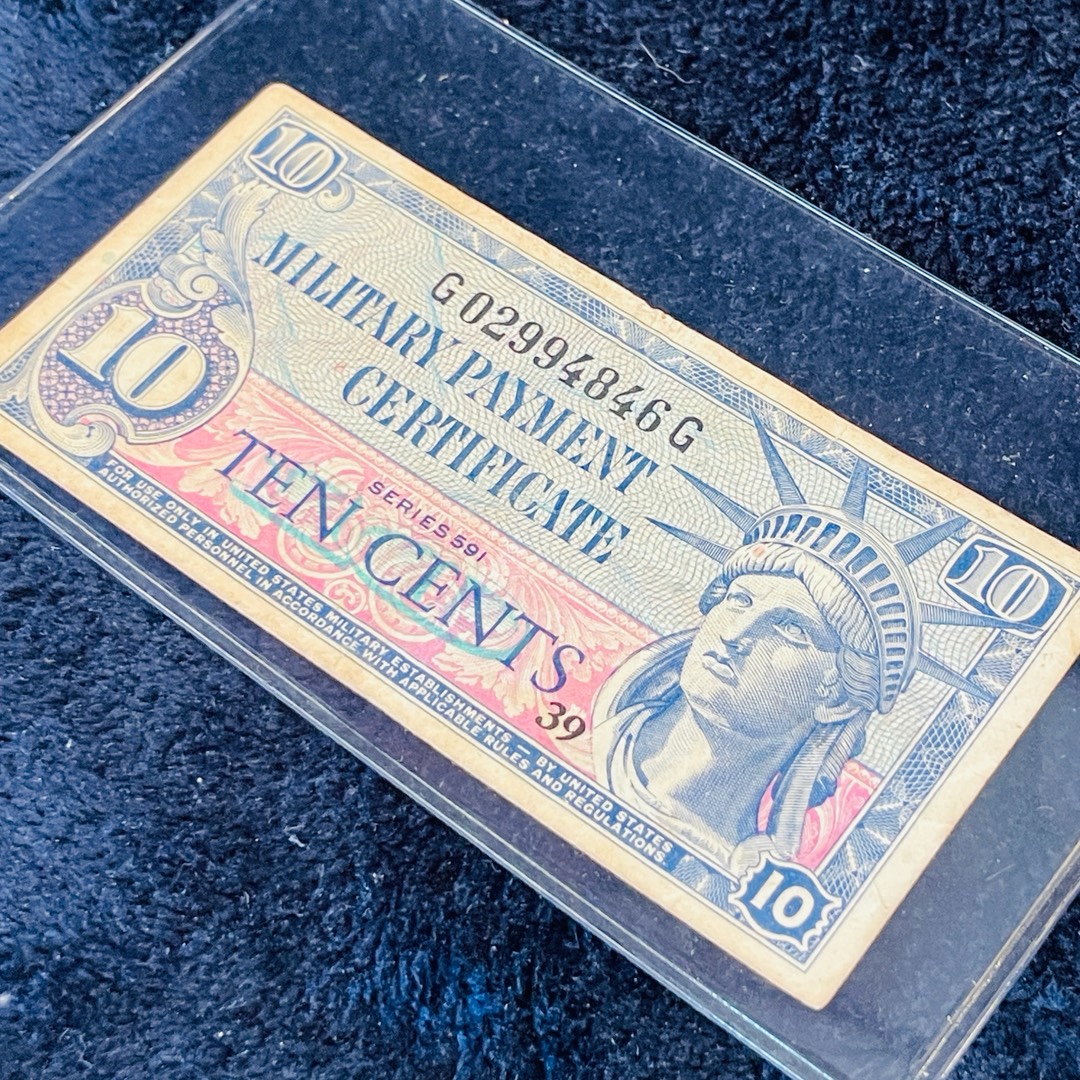 10
G02994846G
MILITARY PAYMENT
CERTIFICATE
10
10
SERIES 591
TEN CENTS
39
FOR USE ONLY IN UNITED STATES MILITARY ESTABLISHMENTS — BY UNITED STATES
AUTHORIZED PERSONNEL IN ACCORDANCE WITH APPLICABLE RULES AND REGULATIONS.
10